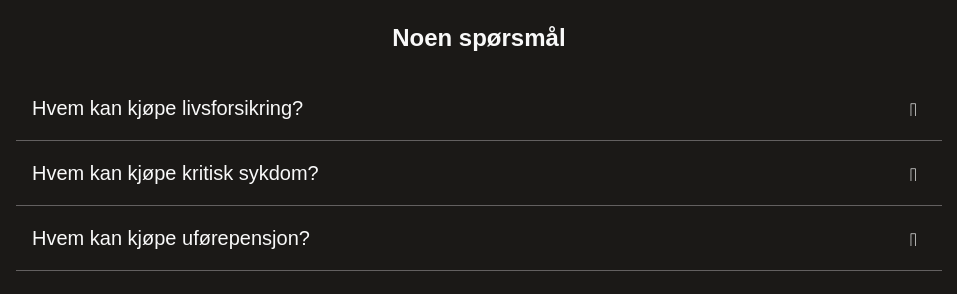 Noen spørsmål
Hvem kan kjøpe livsforsikring?
Hvem kan kjøpe kritisk sykdom?
Hvem kan kjøpe uførepensjon?